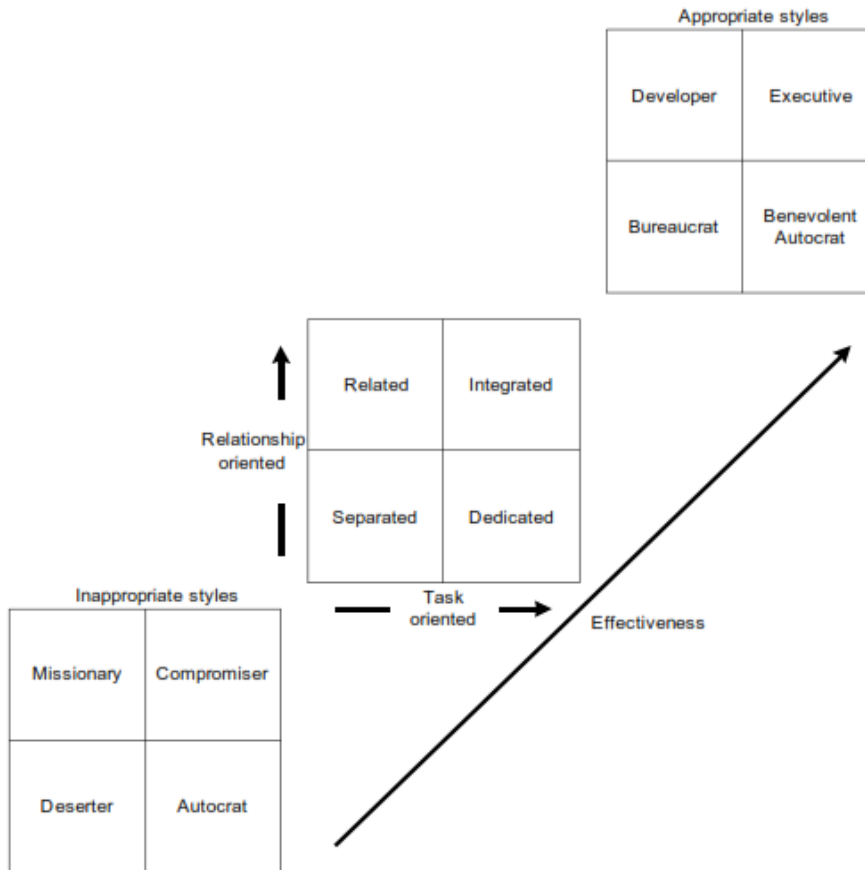 Appropriate styles
Developer
Executive
Bureaucrat
Benevolent
Autocrat
Related
Integrated
Relationship
oriented
Separated
Dedicated
Inappropriate styles
Task
oriented
Effectiveness
Missionary
Compromiser
Deserter
Autocrat